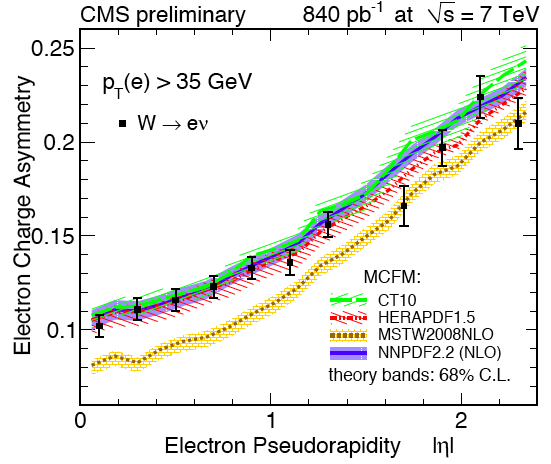 CMS preliminary 840 pb⁻¹ at √s = 7 TeV
0.25
p_T(e) > 35 GeV
W → eν
0.2
0.15
0.1
Electron Charge Asymmetry
MCFM:
CT10
HERAPDF1.5
MSTW2008NLO
NNPDF2.2 (NLO)
theory bands: 68% C.L.
0 1 2
Electron Pseudorapidity |η|